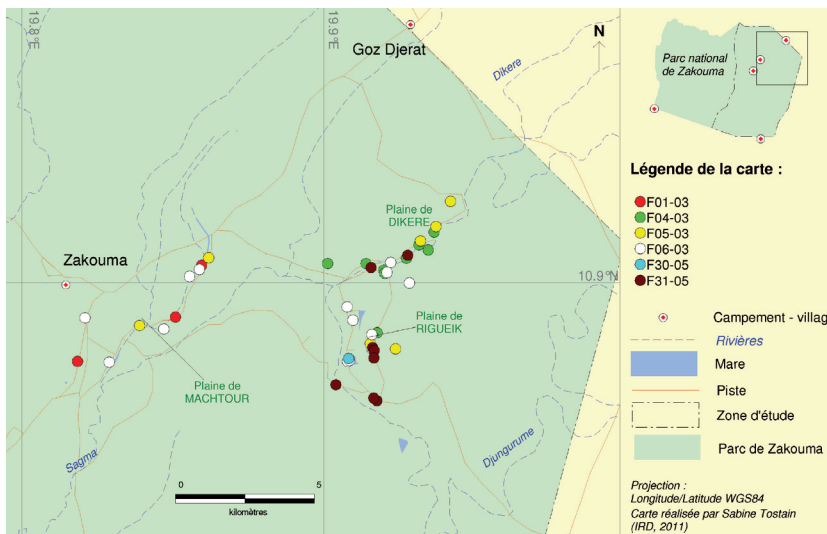 19.8°E
19.9°E
Goz Djerat
N
Dikere
Plaine de
DIKERE
Zakouma
10.9°N
Plaine de
RIGUEIK
Plaine de
MACHTOUR
Sagma
Djungurume
0 5
kilomètres
Parc national
de Zakouma
Légende de la carte :
F01-03
F04-03
F05-03
F06-03
F30-05
F31-05
Campement - villag
Rivières
Mare
Piste
Zone d'étude
Parc de Zakouma
Projection :
Longitude/Latitude WGS84
Carte réalisée par Sabine Tostain
(IRD, 2011)